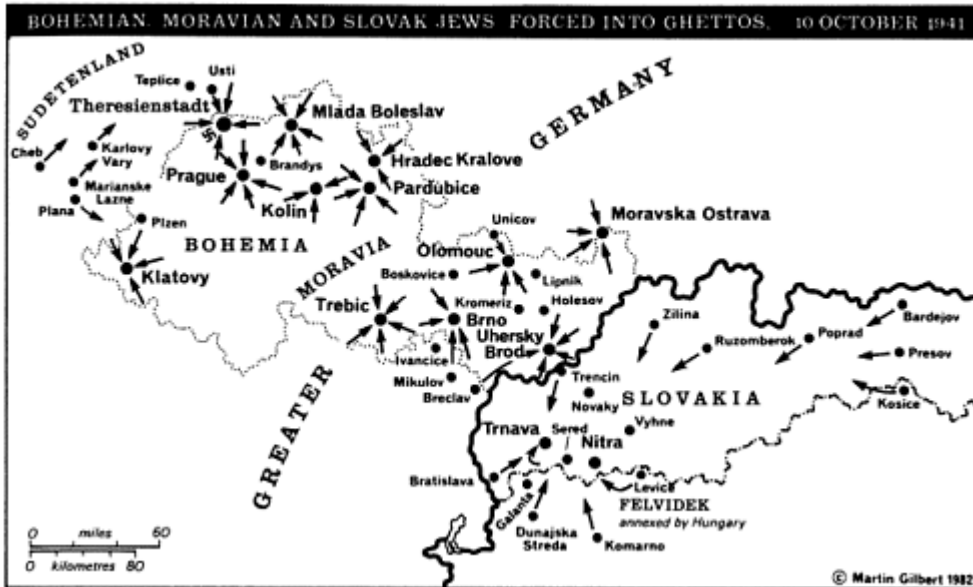 BOHEMIAN, MORAVIAN AND SLOVAK JEWS FORCED INTO GHETTOS, 10 OCTOBER 1941
SUDETENLAND
Teplice
Usti
Theresienstadt
Mlada Boleslav
GERMANY
Cheb
Karlovy
Vary
Brandys
Hradec Kralove
Marianske
Lazne
Prague
Kolin
Pardubice
Plana
Plzen
Unicov
Moravska Ostrava
BOHEMIA
MORAVIA
Olomouc
Klatovy
Boskovice
Lipnik
Trebic
Kromeriz
Holesov
Brno
Uhersky
Brod
Zilina
Bardejov
Ruzomberok
Poprad
Presov
Ivancice
Mikulov
Breclav
GREATER
Trencin
Novaky
SLOVAKIA
Kosice
Trnava
Sered
Vyhne
Nitra
Bratislava
Levice
Galanta
FELVIDEK
annexed by Hungary
Dunajska
Streda
Komarno
0 miles 60
0 kilometres 80
© Martin Gilbert 1982